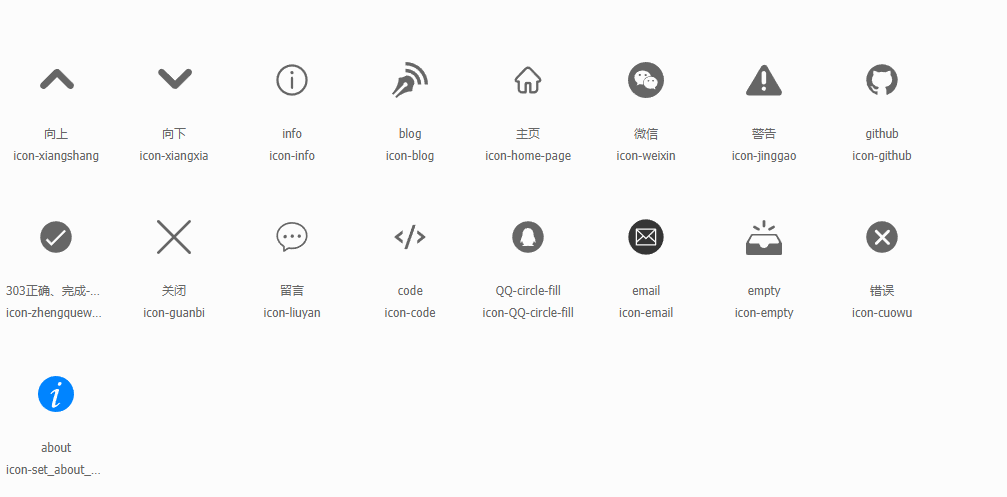 向上 向下 info blog 主页 微信 警告 github
icon-xiangshang icon-xiangxia icon-info icon-blog icon-home-page icon-weixin icon-jinggao icon-github
303正确、完成-... 关闭 留言 code QQ-circle-fill email empty 错误
icon-zhengquew... icon-guanbi icon-liuyan icon-code icon-QQ-circle-fill icon-email icon-empty icon-cuowu
about
icon-set_about_...